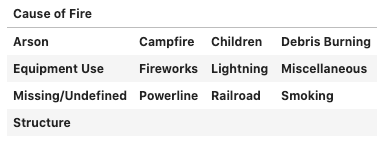 Cause of Fire
Arson Campfire Children Debris Burning
Equipment Use Fireworks Lightning Miscellaneous
Missing/Undefined Powerline Railroad Smoking
Structure